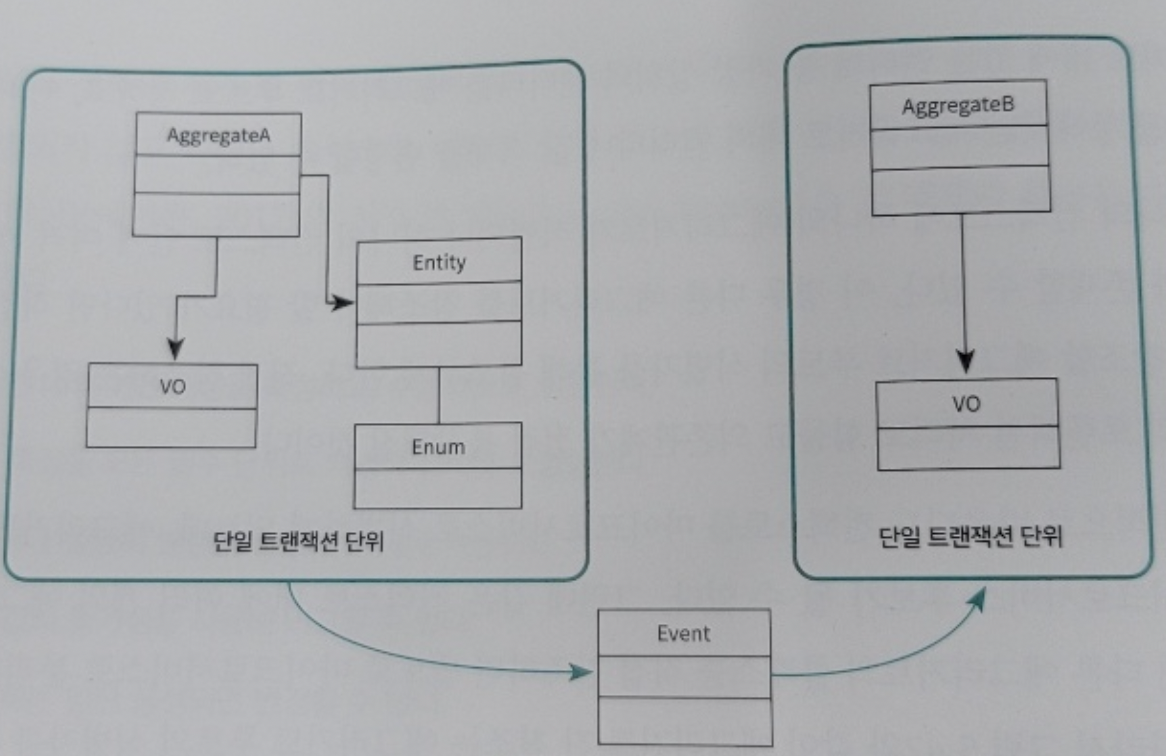 AggregateA
Entity
VO
Enum
단일 트랜잭션 단위
AggregateB
VO
단일 트랜잭션 단위
Event